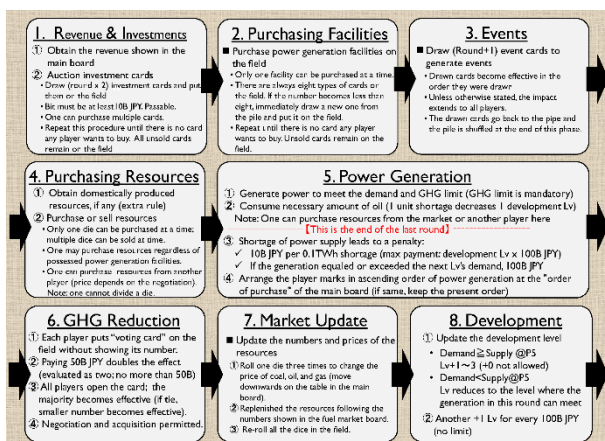 1. Revenue & Investments
① Obtain the revenue shown in the
main board
② Auction investment cards
• Draw (round x 2) investment cards and put
them on the field
• Bit must be at least10B JPY. Passable.
• One can purchase multiple cards.
• Repeat this procedure until there is no card
any player want to buy. All unsold cards
remain on the field
2. Purchasing Facilities
■ Purchase power generation facilities on
the field
• Only one facility can be purchased at a time.
• There are always eight types of cards on
the field. If the number becomes less than
eight, immediately draw a new one from
the pile and put it on the field.
• Repeat until there is no card any player
wants to buy. Unsold cards remain on the
field.
3. Events
■ Draw (Round+1) event cards to
generate events
• Drawn cards become effective in the
order they were drawr
• Unless otherwise stated, the impact
extends to all players.
• The drawn cards go back to the pipe and
the pile is shuffled at the end of this phase.
4. Purchasing Resources
① Obtain domestically produced
resources, if any (extra rule)
② Purchase or sell resources
• Only one die can be purchased at a time;
multiple dice can be sold at time.
• One may purchase resources regardless of
possessed power generation facilities.
• One can purchase resources from another
player (price depends on the negotiation).
Note: one cannot divide a die.
5. Power Generation
① Generate power to meet the demand and GHG limit (GHG limit is mandatory)
②: Consume necessary amount of oil (1 unit shortage decreases 1 development Lv)
Note: One can purchase resources from the market or another player here
【This is the end of the last round】
③ Shortage of power supply leads to a penalty:
✓ 10B JPY per 0.1TWh shortage (max payment: development Lv x 100B JPY)
✓ If the generation equaled or exceeded the next Lv's demand, 100B JPY
④ Arrange the player marks in ascending order of power generation at the "order
of purchase" of the main board (if same, keep the present order)
6. GHG Reduction
① Each player puts "voting card" on the
field without showing its number.
② Paying 50B JPY doubles the effect
(evaluated as two; no more than 50B)
③ All players open the card; the
majority becomes effective (if tie,
smaller number becomes effective).
④ Negotiation and acquisition permitted.
7. Market Update
■ Update the numbers and prices of the
resources
① Roll one die three times to change
the price of coal, oil, and gas (move
downwards on the table in the main
board).
② Replenished the resources following the
numbers shown in the fuel market board.
③ Re-roll all the dice in the field.
8. Development
① Update the development level
• Demand≧Supply @P5
Lv+1~3 (+0 not allowed)
• Demand<Supply@P5
Lv reduces to the level where the
generation in this round can meet
② Another +1 Lv for every 100B JPY
(no limit)